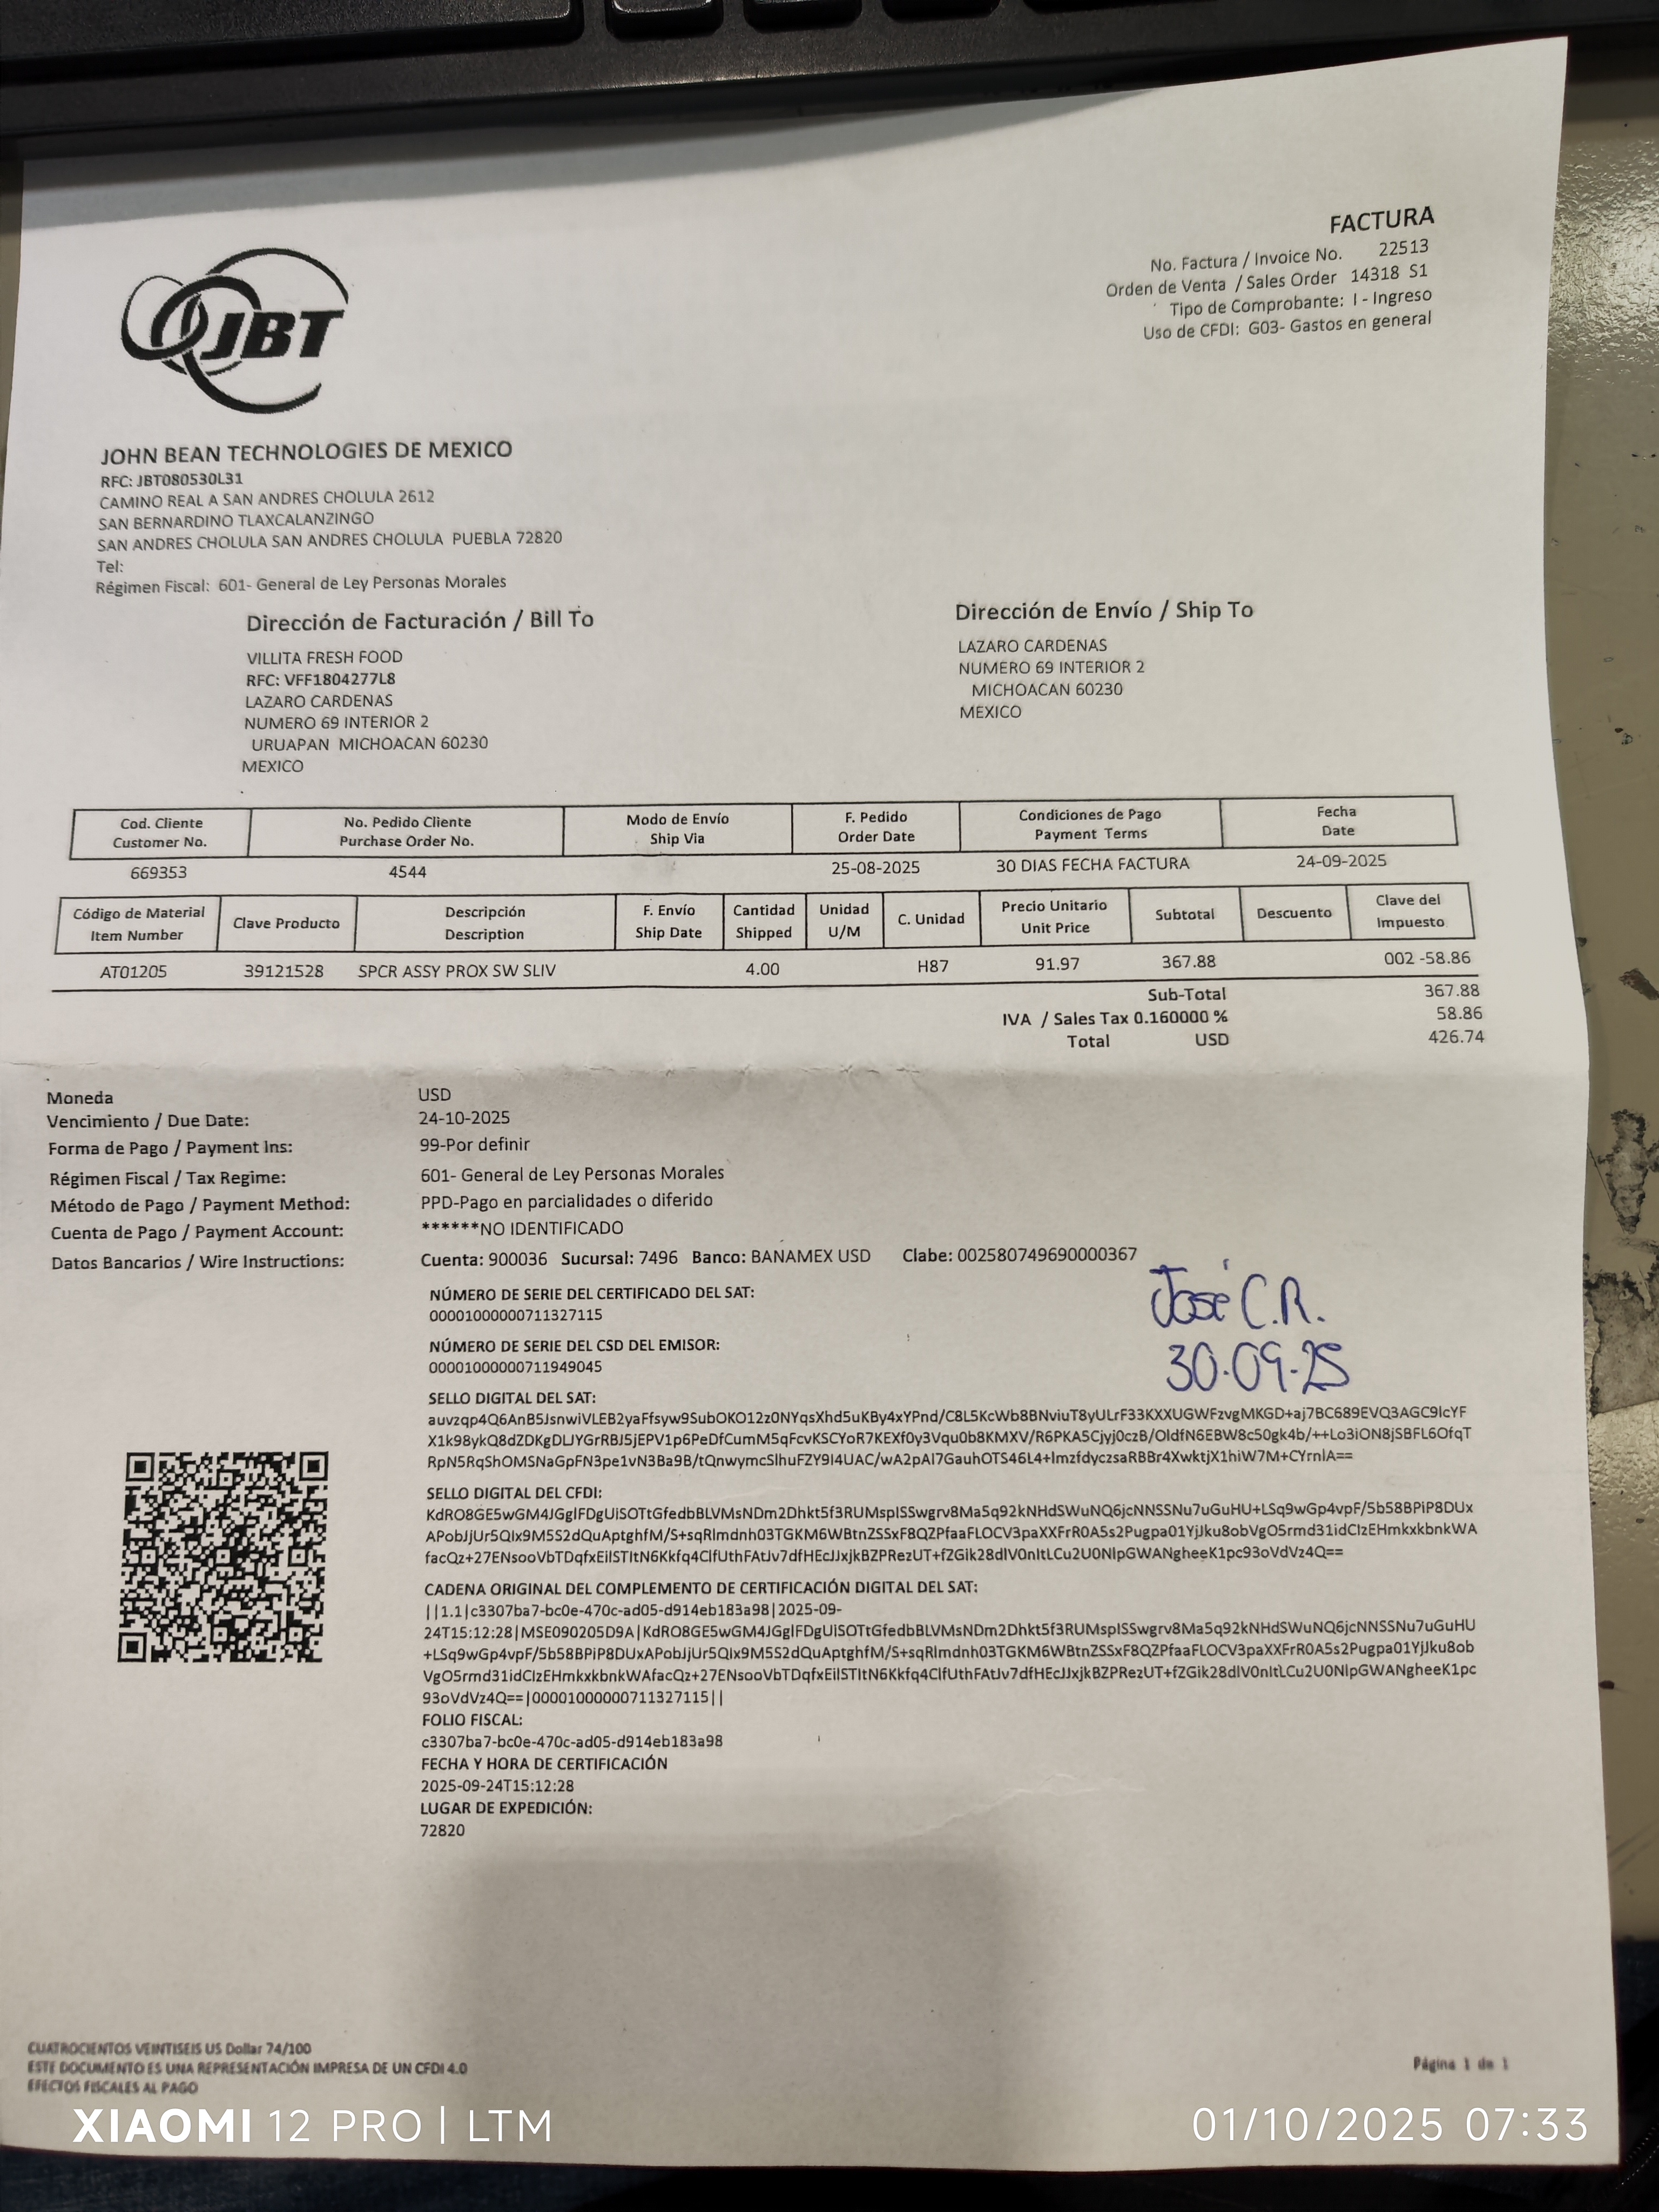 FACTURA
No. Factura / Invoice No. 22513
Orden de Venta / Sales Order 14318 S1
Tipo de Comprobante: I - Ingreso
Uso de CFDI: G03- Gastos en general
JBT
JOHN BEAN TECHNOLOGIES DE MEXICO
RFC: JBT080530L31
CAMINO REAL A SAN ANDRES CHOLULA 2612
SAN BERNARDINO TLAXCALANZINGO
SAN ANDRES CHOLULA SAN ANDRES CHOLULA PUEBLA 72820
Tel:
Régimen Fiscal: 601- General de Ley Personas Morales
Dirección de Facturación / Bill To
VILLITA FRESH FOOD
RFC: VFF1804277L8
LAZARO CARDENAS
NUMERO 69 INTERIOR 2
URUAPAN MICHOACAN 60230
MEXICO
Dirección de Envío / Ship To
LAZARO CARDENAS
NUMERO 69 INTERIOR 2
MICHOACAN 60230
MEXICO
Cod. Cliente No. Pedido Cliente Modo de Envío F. Pedido Condiciones de Pago Fecha
Customer No. Purchase Order No. Ship Via Order Date Payment Terms Date
669353 4544 25-08-2025 30 DIAS FECHA FACTURA 24-09-2025
Código de Material Clave Producto Descripción F. Envío Cantidad Unidad C. Unidad Precio Unitario Subtotal Descuento Clave del
Item Number Description Ship Date Shipped U/M Unit Price Impuesto
AT01205 39121528 SPCR ASSY PROX SW SLIV 4.00 H87 91.97 367.88 002 -58.86
Sub-Total 367.88
IVA / Sales Tax 0.160000 % 58.86
Total USD 426.74
Moneda USD
Vencimiento / Due Date: 24-10-2025
Forma de Pago / Payment Ins: 99-Por definir
Régimen Fiscal / Tax Regime: 601- General de Ley Personas Morales
Método de Pago / Payment Method: PPD-Pago en parcialidades o diferido
Cuenta de Pago / Payment Account: ******NO IDENTIFICADO
Datos Bancarios / Wire Instructions: Cuenta: 900036 Sucursal: 7496 Banco: BANAMEX USD Clabe: 002580749690000367
José C.R.
30.09.25
NÚMERO DE SERIE DEL CERTIFICADO DEL SAT:
00001000000711327115
NÚMERO DE SERIE DEL CSD DEL EMISOR:
00001000000711949045
SELLO DIGITAL DEL SAT:
SELLO DIGITAL DEL CFDI:
CADENA ORIGINAL DEL COMPLEMENTO DE CERTIFICACIÓN DIGITAL DEL SAT:
||1.1|c3307ba7-bc0e-470c-ad05-d914eb183a98|2025-09-
93oVdVz4Q==|00001000000711327115||
FOLIO FISCAL:
c3307ba7-bc0e-470c-ad05-d914eb183a98
FECHA Y HORA DE CERTIFICACIÓN
2025-09-24T15:12:28
LUGAR DE EXPEDICIÓN:
72820
CUATROCIENTOS VEINTISEIS US Dollar 74/100
ESTE DOCUMENTO ES UNA REPRESENTACIÓN IMPRESA DE UN CFDI 4.0
EFECTOS FISCALES AL PAGO
Página 1 de 1
XIAOMI 12 PRO | LTM
01/10/2025 07:33